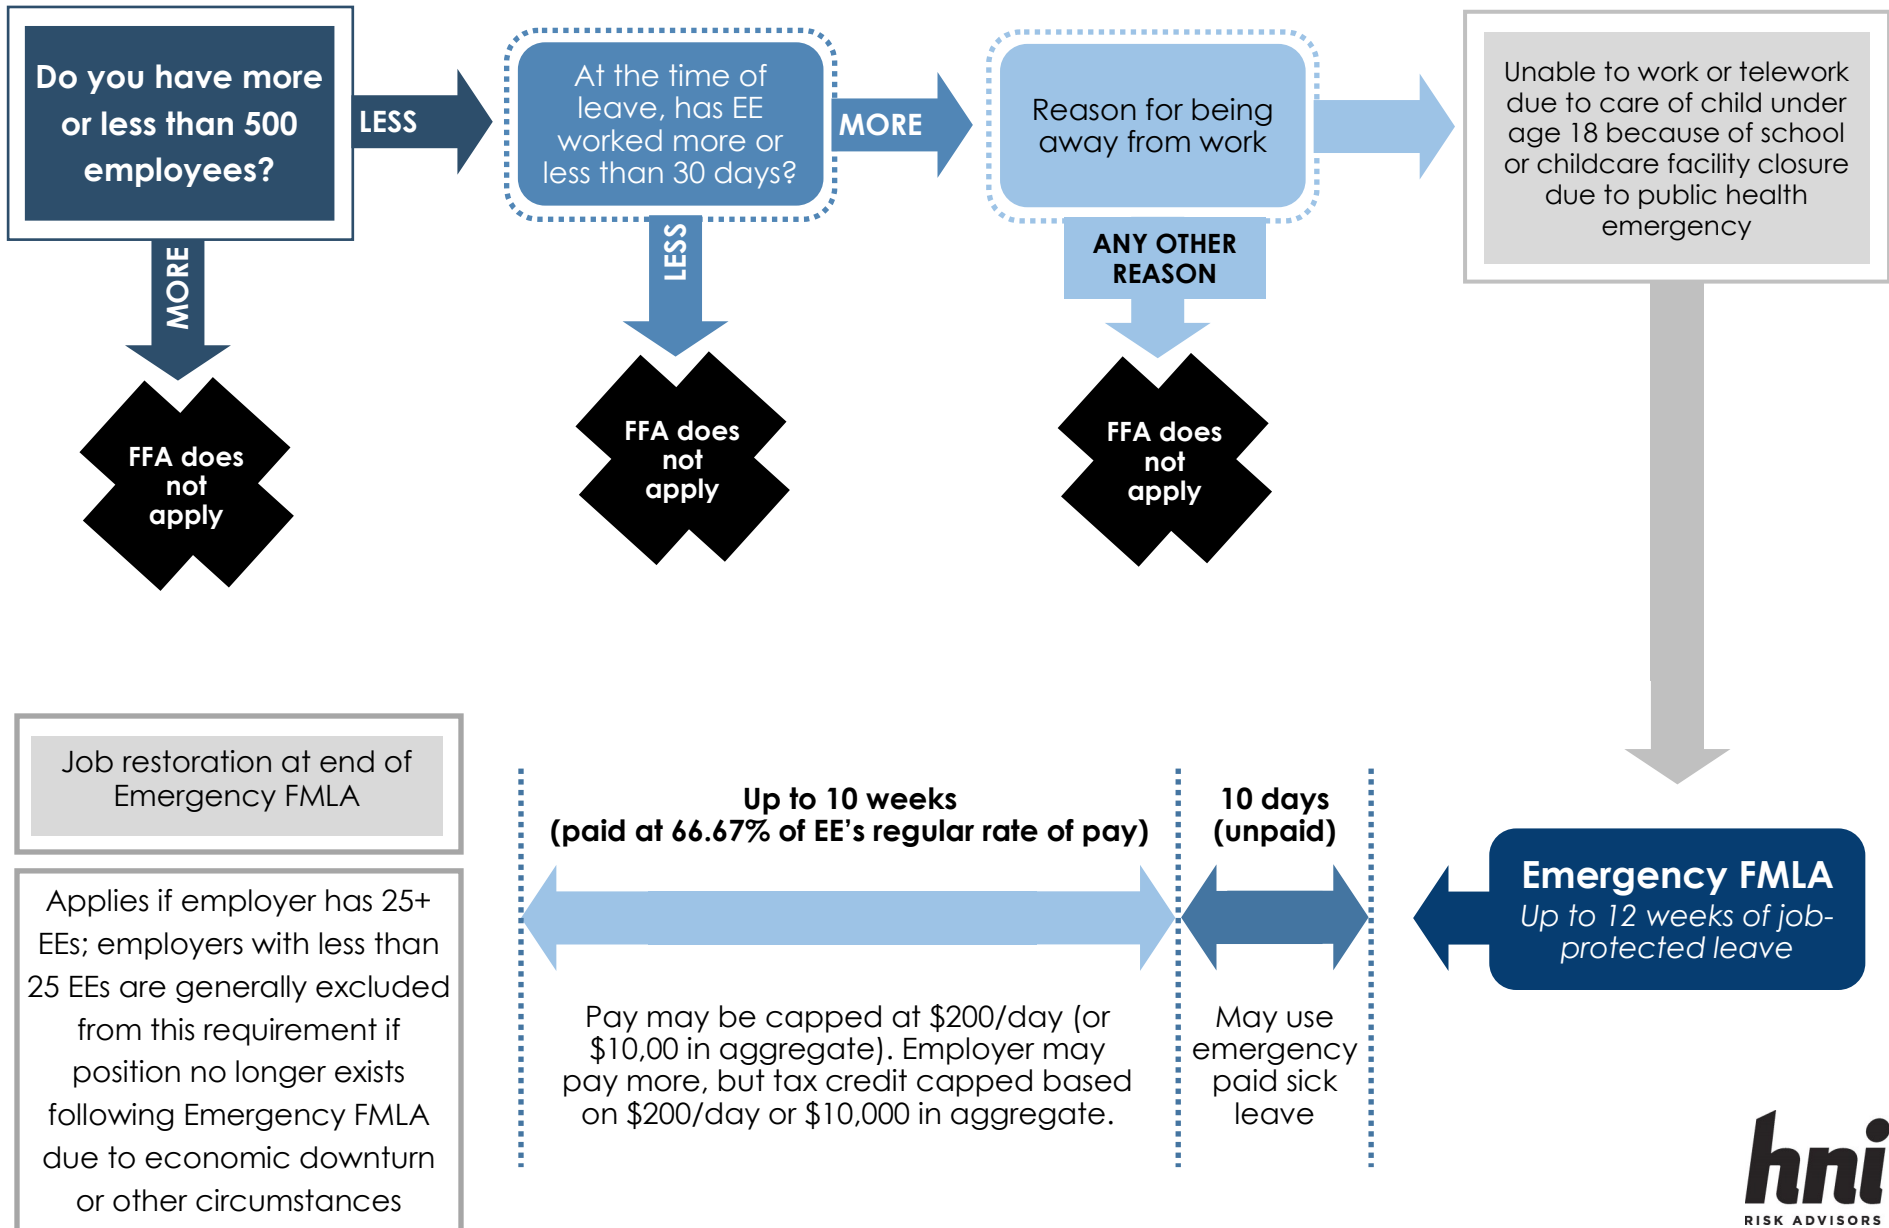 Do you have more
or less than 500
employees?
LESS
At the time of
leave, has EE
worked more or
less than 30 days?
MORE
Reason for being
away from work
Unable to work or telework
due to care of child under
age 18 because of school
or childcare facility closure
due to public health
emergency
MORE
LESS
ANY OTHER
REASON
FFA does
not
apply
FFA does
not
apply
FFA does
not
apply
Job restoration at end of
Emergency FMLA
Applies if employer has 25+
EEs; employers with less than
25 EEs are generally excluded
from this requirement if
position no longer exists
following Emergency FMLA
due to economic downturn
or other circumstances
Up to 10 weeks
(paid at 66.67% of EE’s regular rate of pay)
Pay may be capped at $200/day (or
$10,00 in aggregate). Employer may
pay more, but tax credit capped based
on $200/day or $10,000 in aggregate.
10 days
(unpaid)
May use
emergency
paid sick
leave
Emergency FMLA
Up to 12 weeks of job-
protected leave
hni
RISK ADVISORS